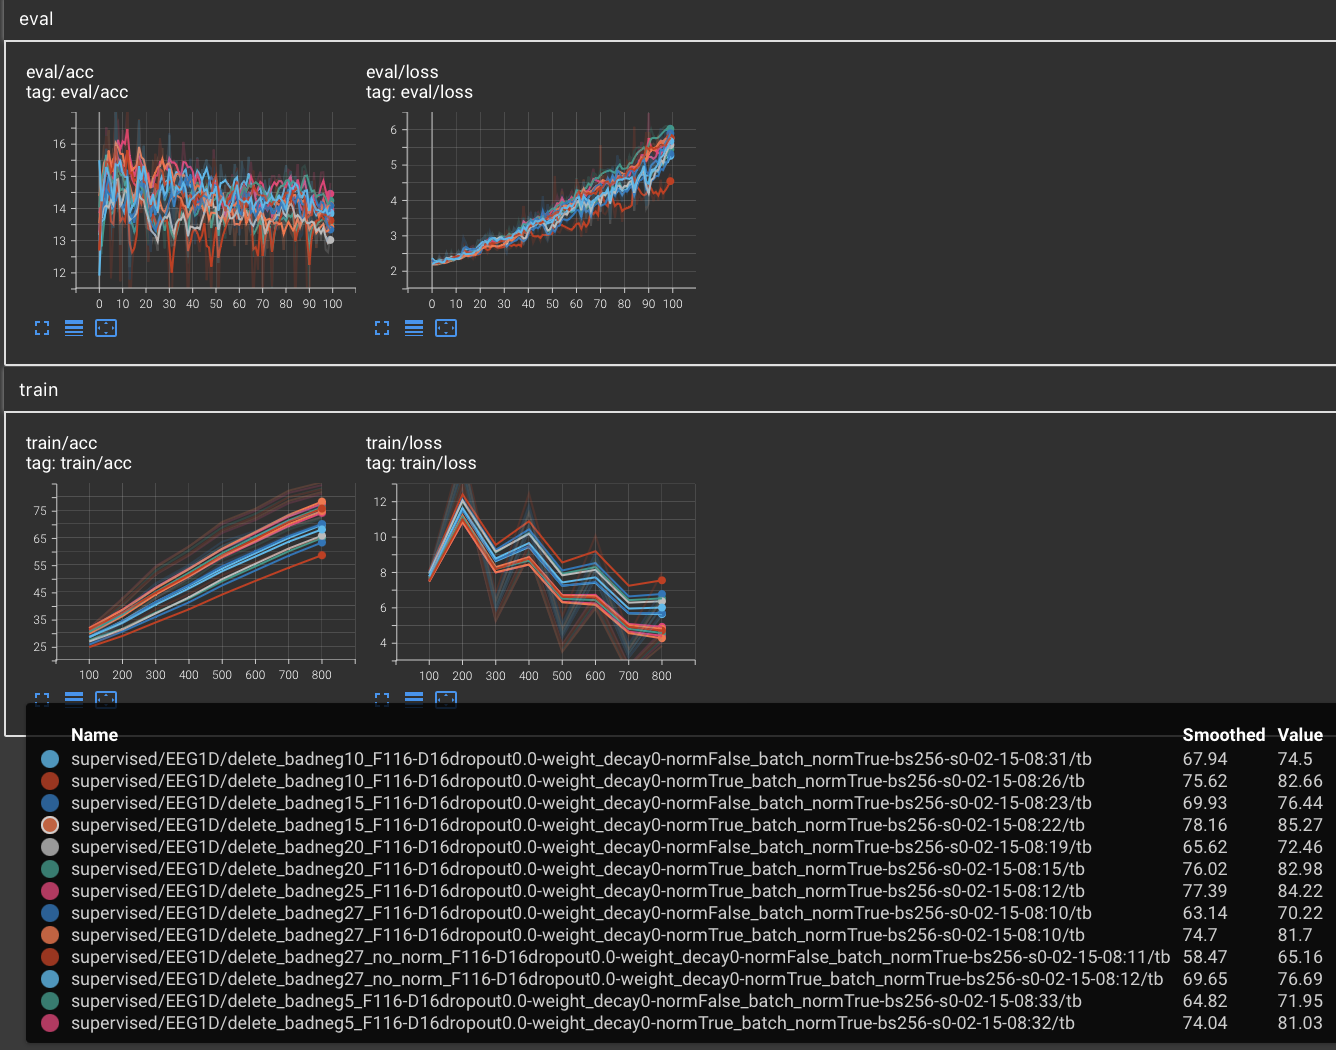 eval
eval/acc
tag: eval/acc
eval/loss
tag: eval/loss
16
15
14
13
12
0 10 20 30 40 50 60 70 80 90 100
6
5
4
3
2
0 10 20 30 40 50 60 70 80 90 100
train
train/acc
tag: train/acc
train/loss
tag: train/loss
75
65
55
45
35
25
100 200 300 400 500 600 700 800
12
10
8
6
4
100 200 300 400 500 600 700 800
Name Smoothed Value
supervised/EEG1D/delete_badneg10_F116-D16dropout0.0-weight_decay0-normFalse_batch_normTrue-bs256-s0-02-15-08:31/tb 67.94 74.5
supervised/EEG1D/delete_badneg10_F116-D16dropout0.0-weight_decay0-normTrue_batch_normTrue-bs256-s0-02-15-08:26/tb 75.62 82.66
supervised/EEG1D/delete_badneg15_F116-D16dropout0.0-weight_decay0-normFalse_batch_normTrue-bs256-s0-02-15-08:23/tb 69.93 76.44
supervised/EEG1D/delete_badneg15_F116-D16dropout0.0-weight_decay0-normTrue_batch_normTrue-bs256-s0-02-15-08:22/tb 78.16 85.27
supervised/EEG1D/delete_badneg20_F116-D16dropout0.0-weight_decay0-normFalse_batch_normTrue-bs256-s0-02-15-08:19/tb 65.62 72.46
supervised/EEG1D/delete_badneg20_F116-D16dropout0.0-weight_decay0-normTrue_batch_normTrue-bs256-s0-02-15-08:15/tb 76.02 82.98
supervised/EEG1D/delete_badneg25_F116-D16dropout0.0-weight_decay0-normTrue_batch_normTrue-bs256-s0-02-15-08:12/tb 77.39 84.22
supervised/EEG1D/delete_badneg27_F116-D16dropout0.0-weight_decay0-normFalse_batch_normTrue-bs256-s0-02-15-08:10/tb 63.14 70.22
supervised/EEG1D/delete_badneg27_F116-D16dropout0.0-weight_decay0-normTrue_batch_normTrue-bs256-s0-02-15-08:10/tb 74.7 81.7
supervised/EEG1D/delete_badneg27_no_norm_F116-D16dropout0.0-weight_decay0-normFalse_batch_normTrue-bs256-s0-02-15-08:11/tb 58.47 65.16
supervised/EEG1D/delete_badneg27_no_norm_F116-D16dropout0.0-weight_decay0-normTrue_batch_normTrue-bs256-s0-02-15-08:12/tb 69.65 76.69
supervised/EEG1D/delete_badneg5_F116-D16dropout0.0-weight_decay0-normFalse_batch_normTrue-bs256-s0-02-15-08:33/tb 64.82 71.95
supervised/EEG1D/delete_badneg5_F116-D16dropout0.0-weight_decay0-normTrue_batch_normTrue-bs256-s0-02-15-08:32/tb 74.04 81.03